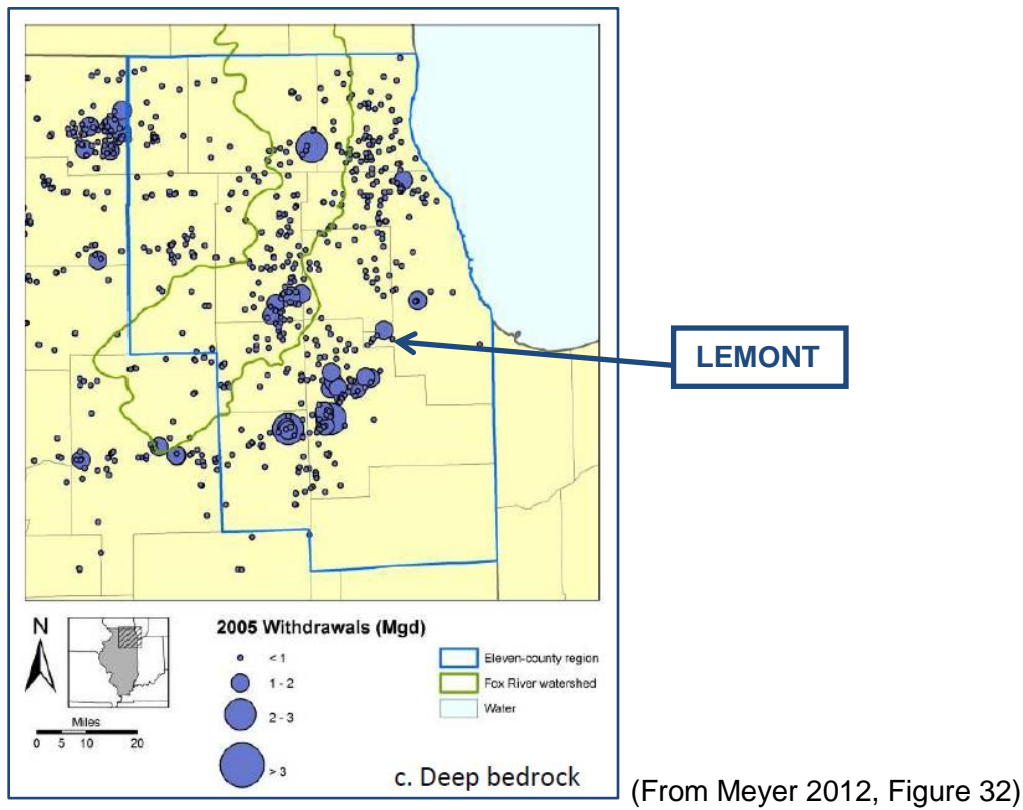 LEMONT
N
Miles
0 5 10 20
2005 Withdrawals (Mgd)
< 1
1 - 2
2 - 3
> 3
Eleven-county region
Fox River watershed
Water
c. Deep bedrock
(From Meyer 2012, Figure 32)